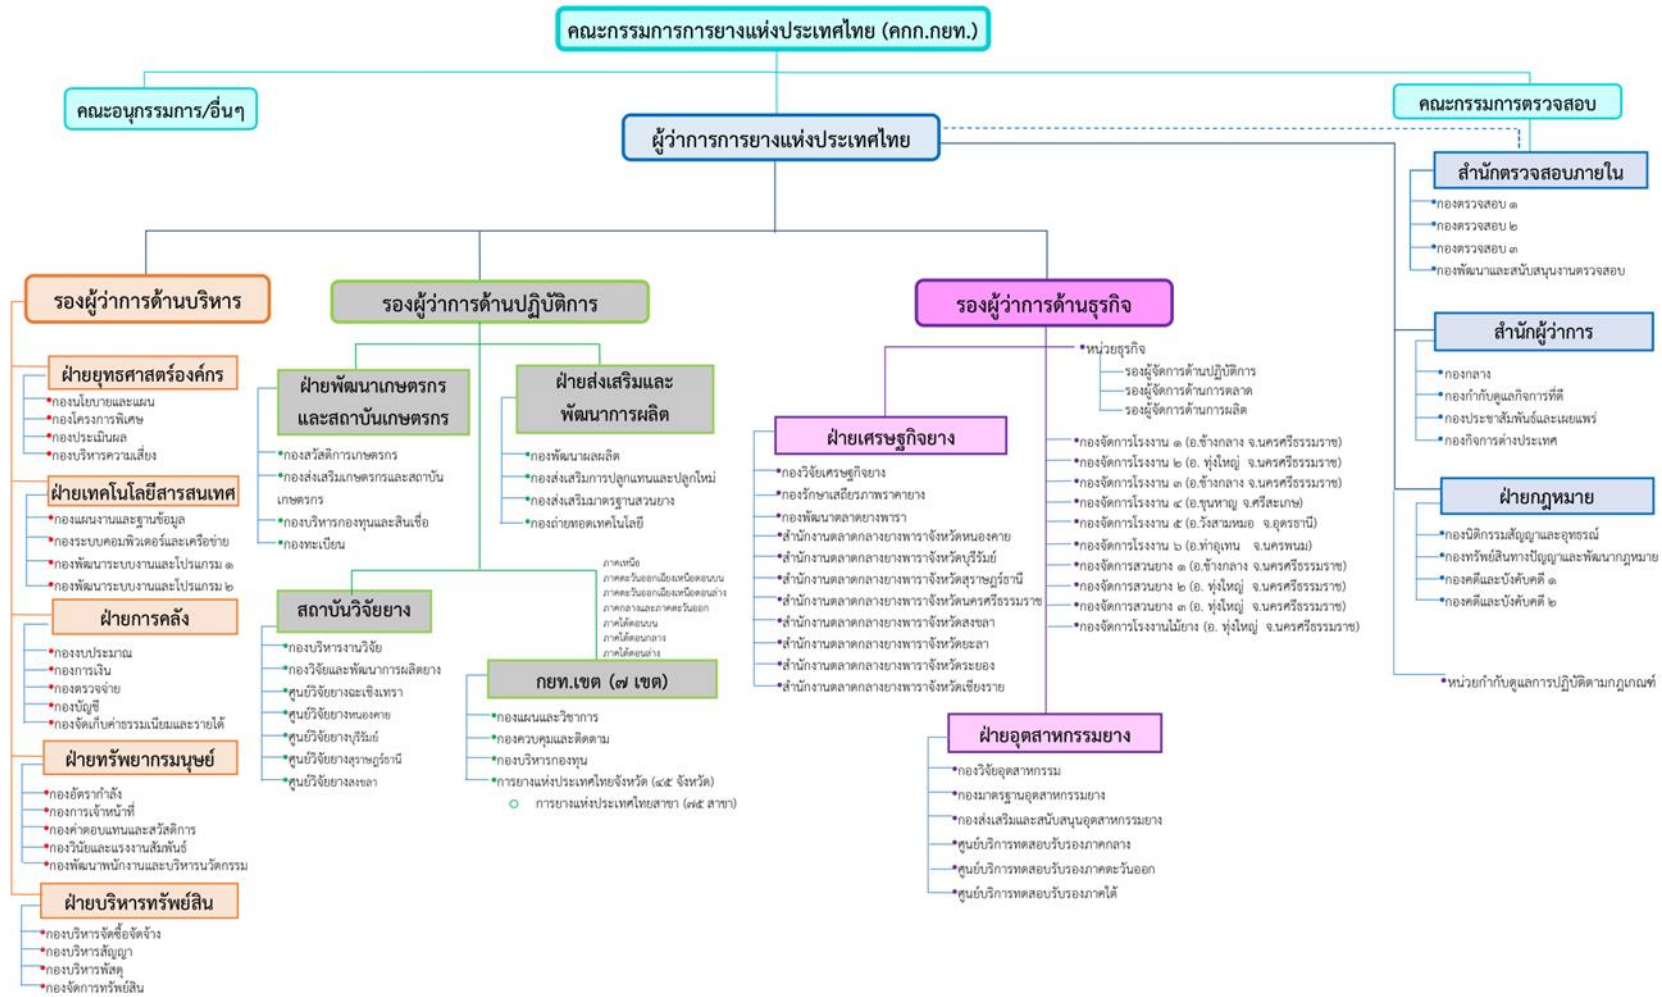 คณะกรรมการการยางแห่งประเทศไทย (คกก.กยท.)
คณะอนุกรรมการ/อื่นๆ
คณะกรรมการตรวจสอบ
ผู้ว่าการการยางแห่งประเทศไทย
สำนักตรวจสอบภายใน
กองตรวจสอบ ๑
กองตรวจสอบ ๒
กองตรวจสอบ ๓
กองพัฒนาและสนับสนุนงานตรวจสอบ
สำนักผู้ว่าการ
กองกลาง
กองกำกับดูแลกิจการที่ดี
กองประชาสัมพันธ์และเผยแพร่
กองกิจการต่างประเทศ
ฝ่ายกฎหมาย
กองนิติกรรมสัญญาและอุทธรณ์
กองทรัพย์สินทางปัญญาและพัฒนากฎหมาย
กองคดีและบังคับคดี ๑
กองคดีและบังคับคดี ๒
หน่วยกำกับดูแลการปฏิบัติตามกฎเกณฑ์
รองผู้ว่าการด้านบริหาร
ฝ่ายยุทธศาสตร์องค์กร
กองนโยบายและแผน
กองโครงการพิเศษ
กองประเมินผล
กองบริหารความเสี่ยง
ฝ่ายเทคโนโลยีสารสนเทศ
กองแผนงานและฐานข้อมูล
กองระบบคอมพิวเตอร์และเครือข่าย
กองพัฒนาระบบงานและโปรแกรม ๑
กองพัฒนาระบบงานและโปรแกรม ๒
ฝ่ายการคลัง
กองงบประมาณ
กองการเงิน
กองตรวจจ่าย
กองบัญชี
กองจัดเก็บค่าธรรมเนียมและรายได้
ฝ่ายทรัพยากรมนุษย์
กองอัตรากำลัง
กองการเจ้าหน้าที่
กองค่าตอบแทนและสวัสดิการ
กองวินัยและแรงงานสัมพันธ์
กองพัฒนาพนักงานและบริหารนวัตกรรม
ฝ่ายบริหารทรัพย์สิน
กองบริหารจัดซื้อจัดจ้าง
กองบริหารสัญญา
กองบริหารพัสดุ
กองจัดการทรัพย์สิน
รองผู้ว่าการด้านปฏิบัติการ
ฝ่ายพัฒนาเกษตรกร
และสถาบันเกษตรกร
กองสวัสดิการเกษตรกร
กองส่งเสริมเกษตรกรและสถาบัน
เกษตรกร
กองบริหารกองทุนและสินเชื่อ
กองทะเบียน
ฝ่ายส่งเสริมและ
พัฒนาการผลิต
กองพัฒนาผลผลิต
กองส่งเสริมการปลูกแทนและปลูกใหม่
กองส่งเสริมมาตรฐานสวนยาง
กองถ่ายทอดเทคโนโลยี
สถาบันวิจัยยาง
กองบริหารงานวิจัย
กองวิจัยและพัฒนาการผลิตยาง
ศูนย์วิจัยยางฉะเชิงเทรา
ศูนย์วิจัยยางหนองคาย
ศูนย์วิจัยยางบุรีรัมย์
ศูนย์วิจัยยางสุราษฎร์ธานี
ศูนย์วิจัยยางสงขลา
ภาคเหนือ
ภาคตะวันออกเฉียงเหนือตอนบน
ภาคตะวันออกเฉียงเหนือตอนล่าง
ภาคกลางและภาคตะวันออก
ภาคใต้ตอนบน
ภาคใต้ตอนกลาง
ภาคใต้ตอนล่าง
กยท.เขต (๗ เขต)
กองแผนและวิชาการ
กองควบคุมและติดตาม
กองบริหารกองทุน
การยางแห่งประเทศไทยจังหวัด (๔๕ จังหวัด)
การยางแห่งประเทศไทยสาขา (๗๕ สาขา)
รองผู้ว่าการด้านธุรกิจ
หน่วยธุรกิจ
รองผู้จัดการด้านปฏิบัติการ
รองผู้จัดการด้านการตลาด
รองผู้จัดการด้านการผลิต
ฝ่ายเศรษฐกิจยาง
กองวิจัยเศรษฐกิจยาง
กองรักษาเสถียรภาพราคายาง
กองพัฒนาตลาดยางพารา
สำนักงานตลาดกลางยางพาราจังหวัดหนองคาย
สำนักงานตลาดกลางยางพาราจังหวัดบุรีรัมย์
สำนักงานตลาดกลางยางพาราจังหวัดสุราษฎร์ธานี
สำนักงานตลาดกลางยางพาราจังหวัดนครศรีธรรมราช
สำนักงานตลาดกลางยางพาราจังหวัดสงขลา
สำนักงานตลาดกลางยางพาราจังหวัดยะลา
สำนักงานตลาดกลางยางพาราจังหวัดระยอง
สำนักงานตลาดกลางยางพาราจังหวัดเชียงราย
กองจัดการโรงงาน ๑ (อ.ช้างกลาง จ.นครศรีธรรมราช)
กองจัดการโรงงาน ๒ (อ. ทุ่งใหญ่ จ.นครศรีธรรมราช)
กองจัดการโรงงาน ๓ (อ.ช้างกลาง จ.นครศรีธรรมราช)
กองจัดการโรงงาน ๔ (อ.ขุนหาญ จ.ศรีสะเกษ)
กองจัดการโรงงาน ๕ (อ.วังสามหมอ จ.อุดรธานี)
กองจัดการโรงงาน ๖ (อ.ท่าอุเทน จ.นครพนม)
กองจัดการสวนยาง ๑ (อ.ช้างกลาง จ.นครศรีธรรมราช)
กองจัดการสวนยาง ๒ (อ. ทุ่งใหญ่ จ.นครศรีธรรมราช)
กองจัดการสวนยาง ๓ (อ. ทุ่งใหญ่ จ.นครศรีธรรมราช)
กองจัดการโรงงานไม้ยาง (อ. ทุ่งใหญ่ จ.นครศรีธรรมราช)
ฝ่ายอุตสาหกรรมยาง
กองวิจัยอุตสาหกรรม
กองมาตรฐานอุตสาหกรรมยาง
กองส่งเสริมและสนับสนุนอุตสาหกรรมยาง
ศูนย์บริการทดสอบรับรองภาคกลาง
ศูนย์บริการทดสอบรับรองภาคตะวันออก
ศูนย์บริการทดสอบรับรองภาคใต้